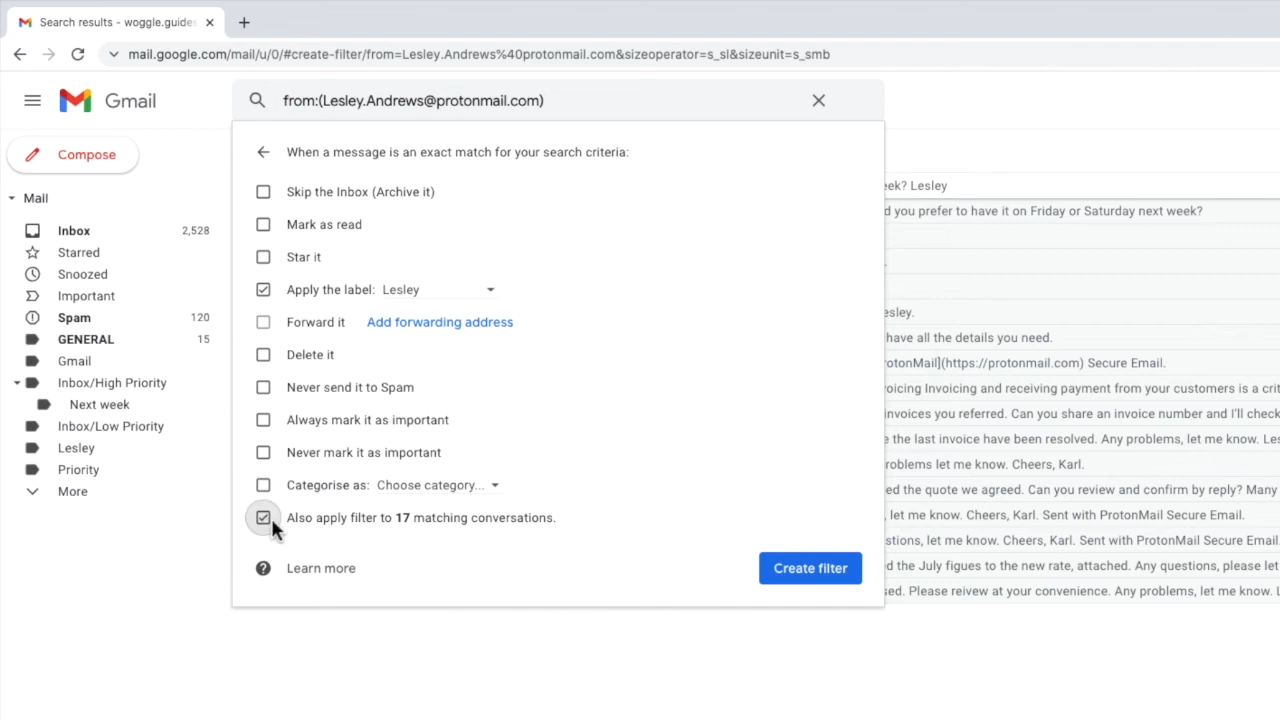 Search results - woggle.guides
mail.google.com/mail/u/0/#create-filter/from=Lesley.Andrews%40protonmail.com&sizeoperator=s_sl&sizeunit=s_smb
Gmail
from:(Lesley.Andrews@protonmail.com)
Compose
Mail
Inbox 2,528
Starred
Snoozed
Important
Spam 120
GENERAL 15
Gmail
Inbox/High Priority
Next week
Inbox/Low Priority
Lesley
Priority
More
When a message is an exact match for your search criteria:
Skip the Inbox (Archive it)
Mark as read
Star it
Apply the label: Lesley
Forward it Add forwarding address
Delete it
Never send it to Spam
Always mark it as important
Never mark it as important
Categorise as: Choose category...
Also apply filter to 17 matching conversations.
Learn more
Create filter
eek? Lesley
d you prefer to have it on Friday or Saturday next week?
esley.
have all the details you need.
otonMail](https://protonmail.com) Secure Email.
oicing Invoicing and receiving payment from your customers is a crit
invoices you referred. Can you share an invoice number and I'll check
e the last invoice have been resolved. Any problems, let me know. Les
roblems let me know. Cheers, Karl.
ed the quote we agreed. Can you review and confirm by reply? Many
, let me know. Cheers, Karl. Sent with ProtonMail Secure Email.
stions, let me know. Cheers, Karl. Sent with ProtonMail Secure Email.
d the July figues to the new rate, attached. Any questions, please let
sed. Please reivew at your convenience. Any problems, let me know. L